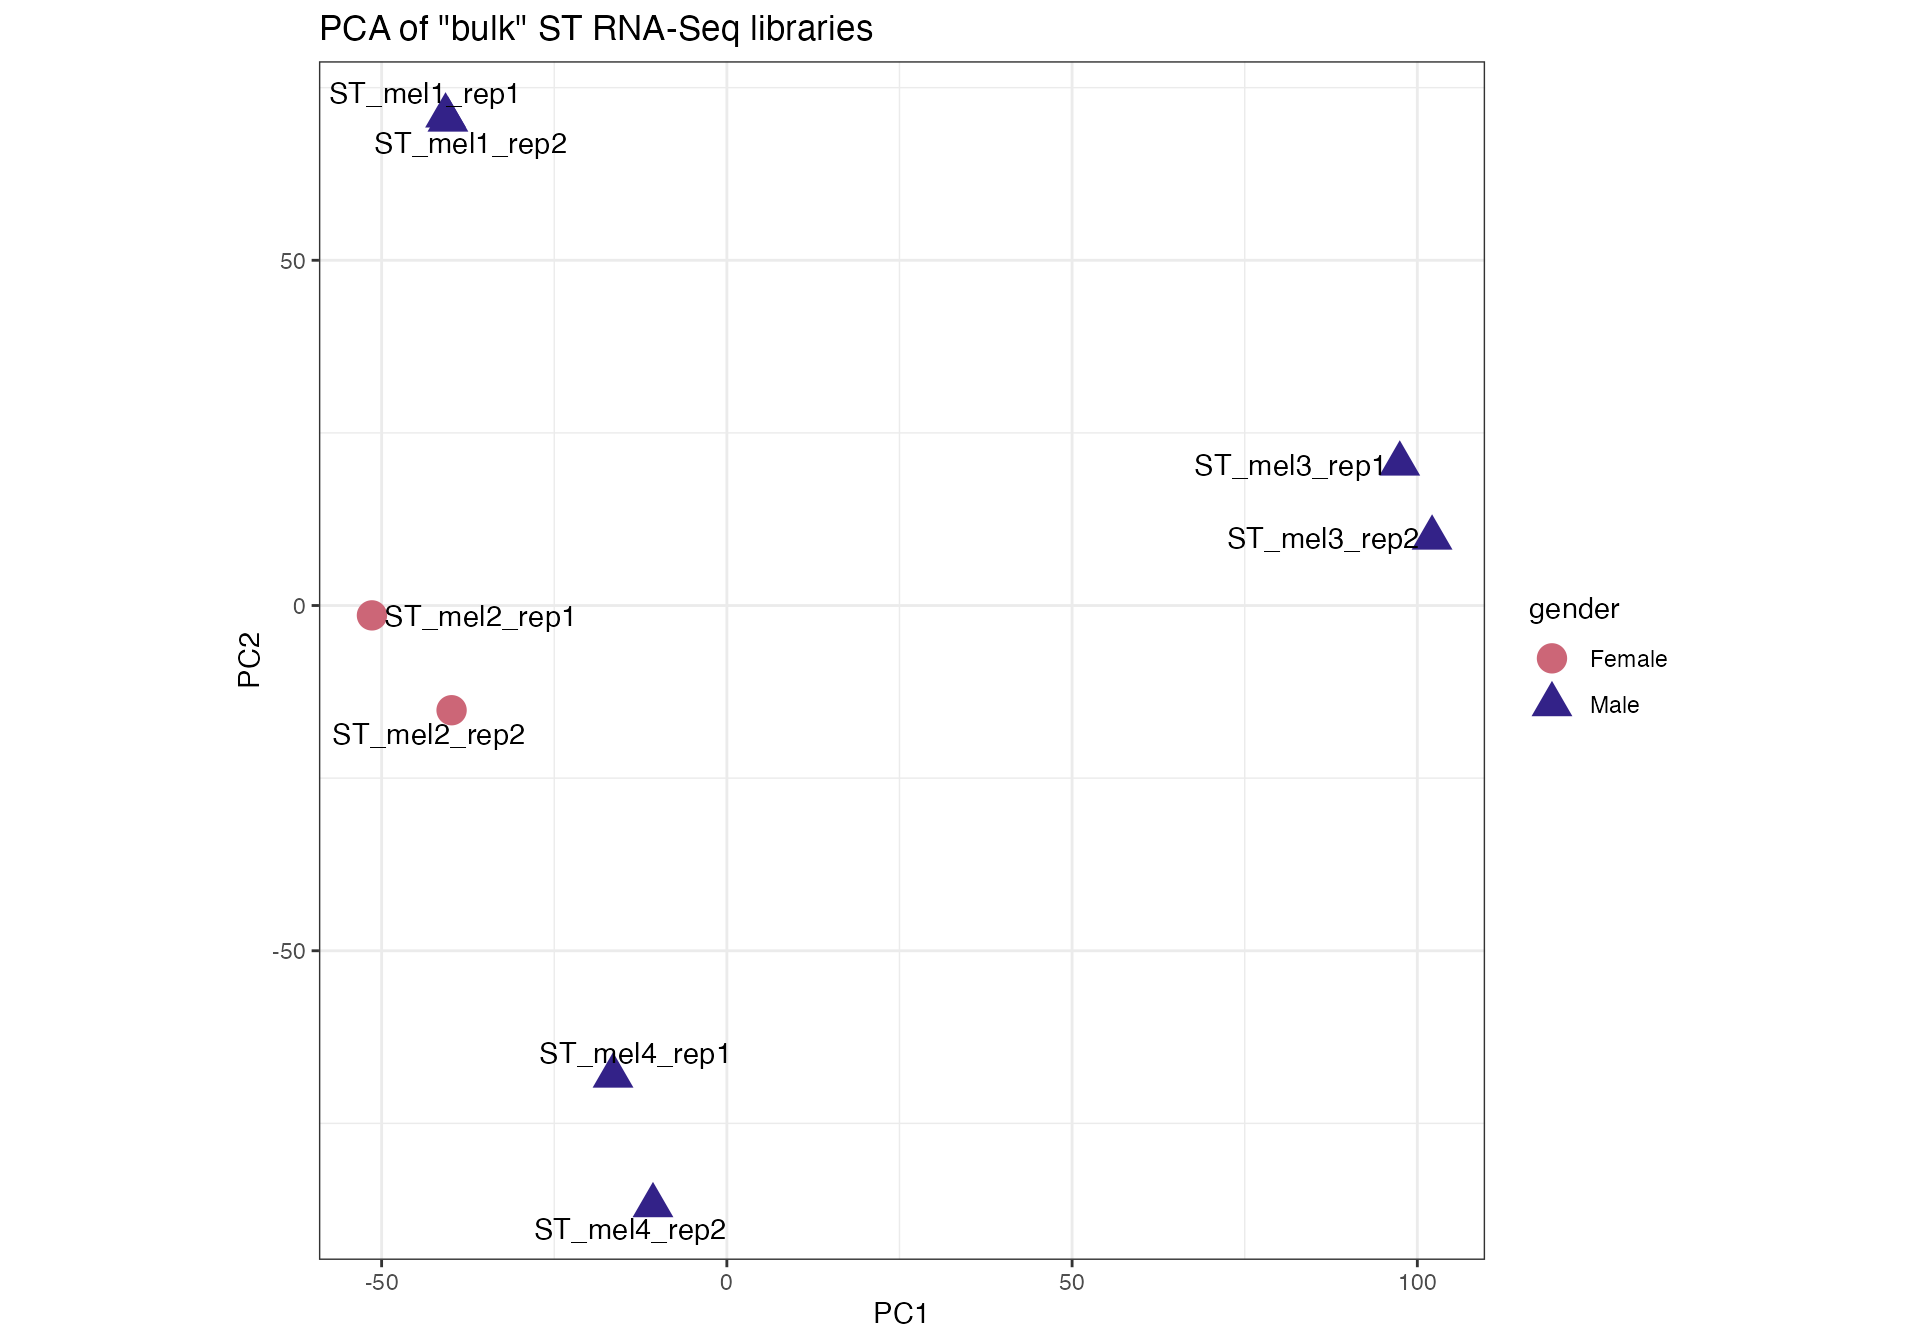 PCA of "bulk" ST RNA-Seq libraries
ST_mel1_rep1
ST_mel1_rep2
50
ST_mel3_rep1
ST_mel3_rep2
0
ST_mel2_rep1
gender
PC2
Female
Male
ST_mel2_rep2
-50
ST_mel4_rep1
ST_mel4_rep2
-50
0
50
100
PC1